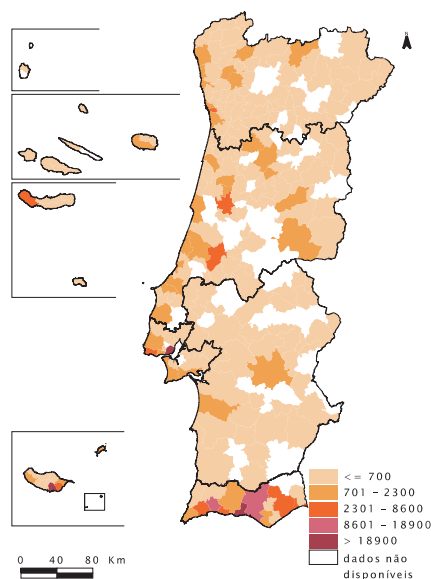 N
<= 700
701 – 2300
2301 – 8600
8601 – 18900
> 18900
dados não
disponíveis
0 40 80 Km